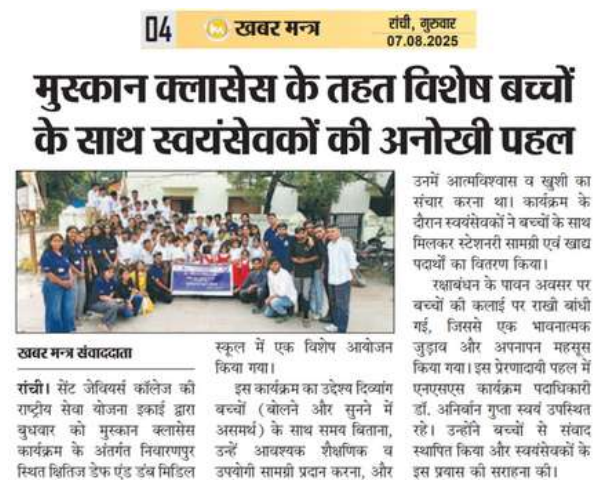 04
खबर मन्त्र
रांची, गुरुवार
07.08.2025
मुस्कान क्लासेस के तहत विशेष बच्चों
के साथ स्वयंसेवकों की अनोखी पहल
खबर मन्त्र संवाददाता
रांची। सेंट जेवियर्स कॉलेज की
राष्ट्रीय सेवा योजना इकाई द्वारा
बुधवार को मुस्कान क्लासेस
कार्यक्रम के अंतर्गत निवारणपुर
स्थित क्षितिज डेफ एंड डंब मिडिल
स्कूल में एक विशेष आयोजन
किया गया।
इस कार्यक्रम का उद्देश्य दिव्यांग
बच्चों (बोलने और सुनने में
असमर्थ) के साथ समय बिताना,
उन्हें आवश्यक शैक्षणिक व
उपयोगी सामग्री प्रदान करना, और
उनमें आत्मविश्वास व खुशी का
संचार करना था। कार्यक्रम के
दौरान स्वयंसेवकों ने बच्चों के साथ
मिलकर स्टेशनरी सामग्री एवं खाद्य
पदार्थों का वितरण किया।
रक्षाबंधन के पावन अवसर पर
बच्चों की कलाई पर राखी बांधी
गई, जिससे एक भावनात्मक
जुड़ाव और अपनापन महसूस
किया गया। इस प्रेरणादायी पहल में
एनएसएस कार्यक्रम पदाधिकारी
डॉ. अनिर्बान गुप्ता स्वयं उपस्थित
रहे। उन्होंने बच्चों से संवाद
स्थापित किया और स्वयंसेवकों के
इस प्रयास की सराहना की।